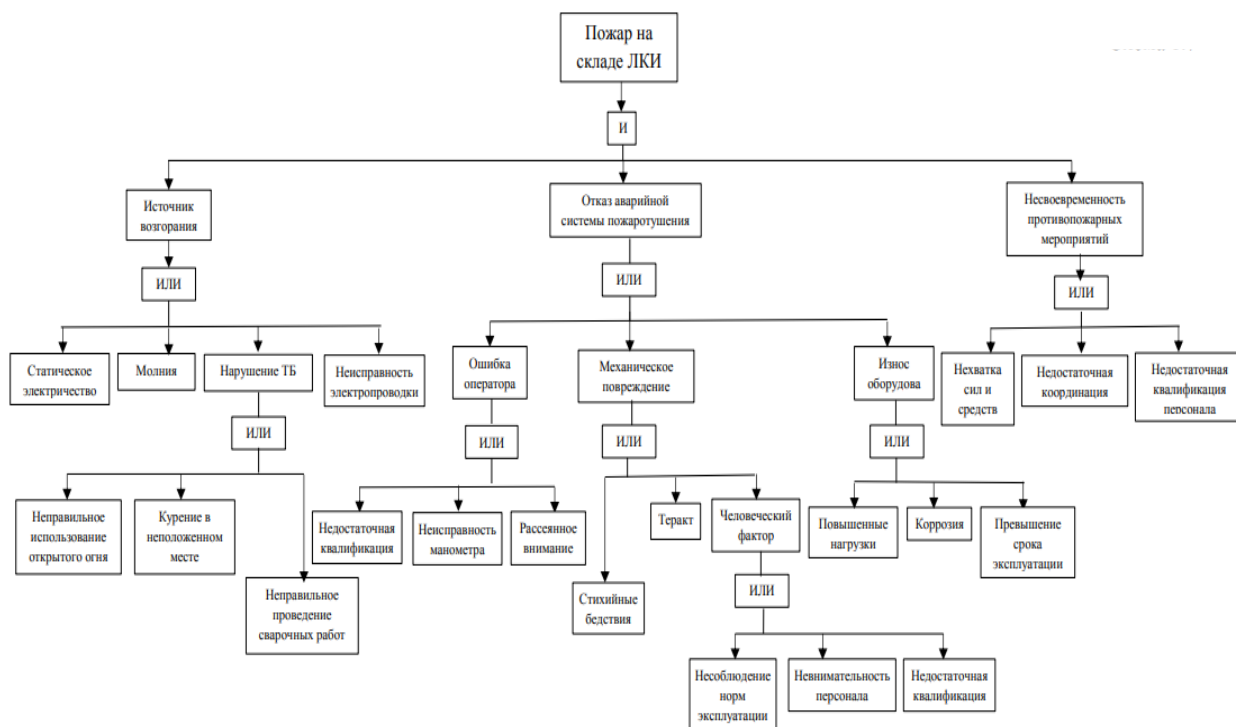 Пожар на
складе ЛКИ
И
Источник
возгорания
Отказ аварийной
системы пожаротушения
Несвоевременность
противопожарных
мероприятий
ИЛИ
ИЛИ
ИЛИ
Статическое
электричество
Молния
Нарушение ТБ
Неисправность
электропроводки
Ошибка
оператора
Механическое
повреждение
Износ
оборудова
Нехватка
сил и
средств
Недостаточная
координация
Недостаточная
квалификация
персонала
ИЛИ
ИЛИ
ИЛИ
ИЛИ
Неправильное
использование
открытого огня
Курение в
неположенном
месте
Неправильное
проведение
сварочных работ
Недостаточная
квалификация
Неисправность
манометра
Рассеянное
внимание
Стихийные
бедствия
Теракт
Человеческий
фактор
Повышенные
нагрузки
Коррозия
Превышение
срока
эксплуатации
ИЛИ
Несоблюдение
норм
эксплуатации
Невнимательность
персонала
Недостаточная
квалификация